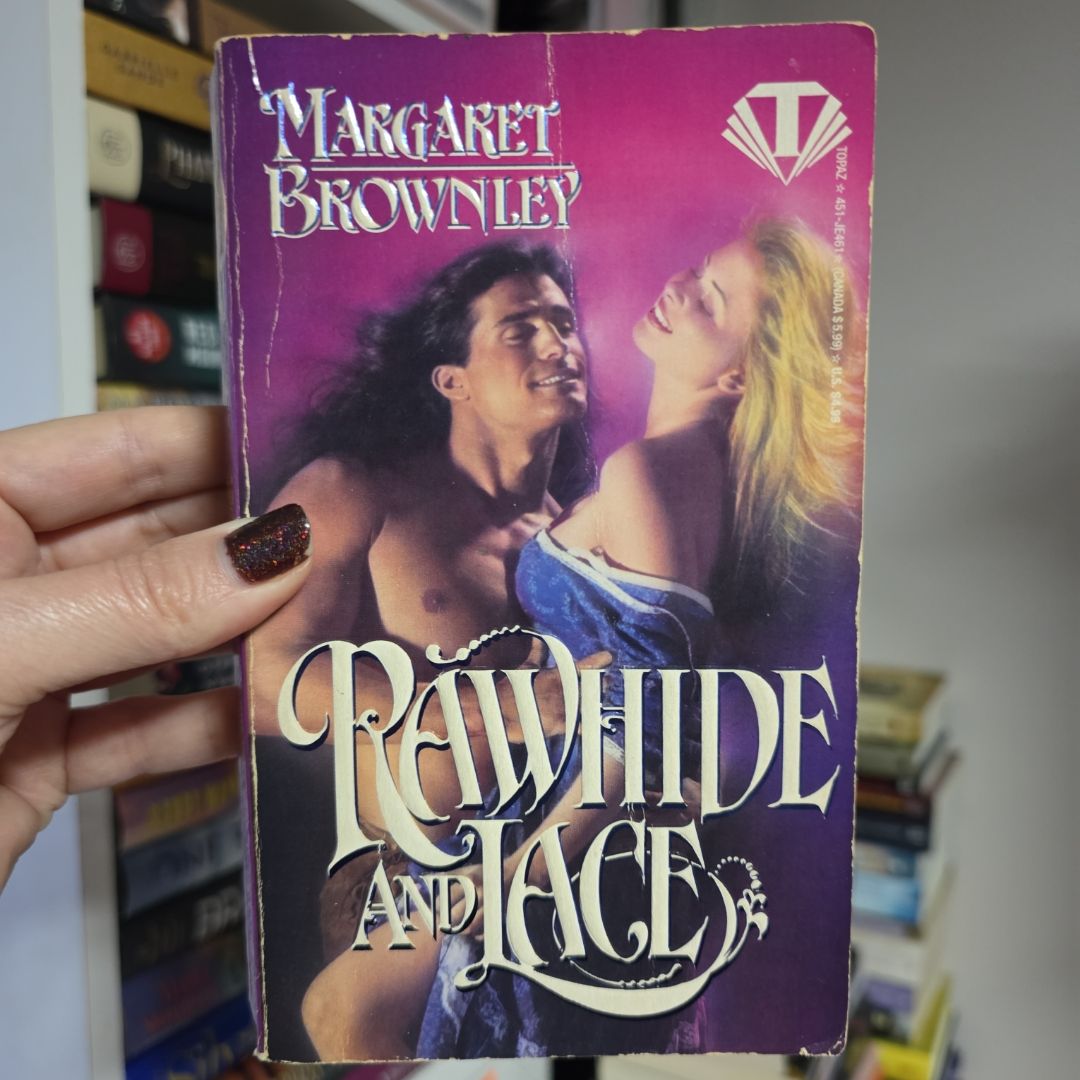 MARGARET
BROWNLEY
T
TOPAZ ★ 451-JE461 ★ (CANADA $5.99) ★ U.S. $4.99
RAWHIDE
AND LACE